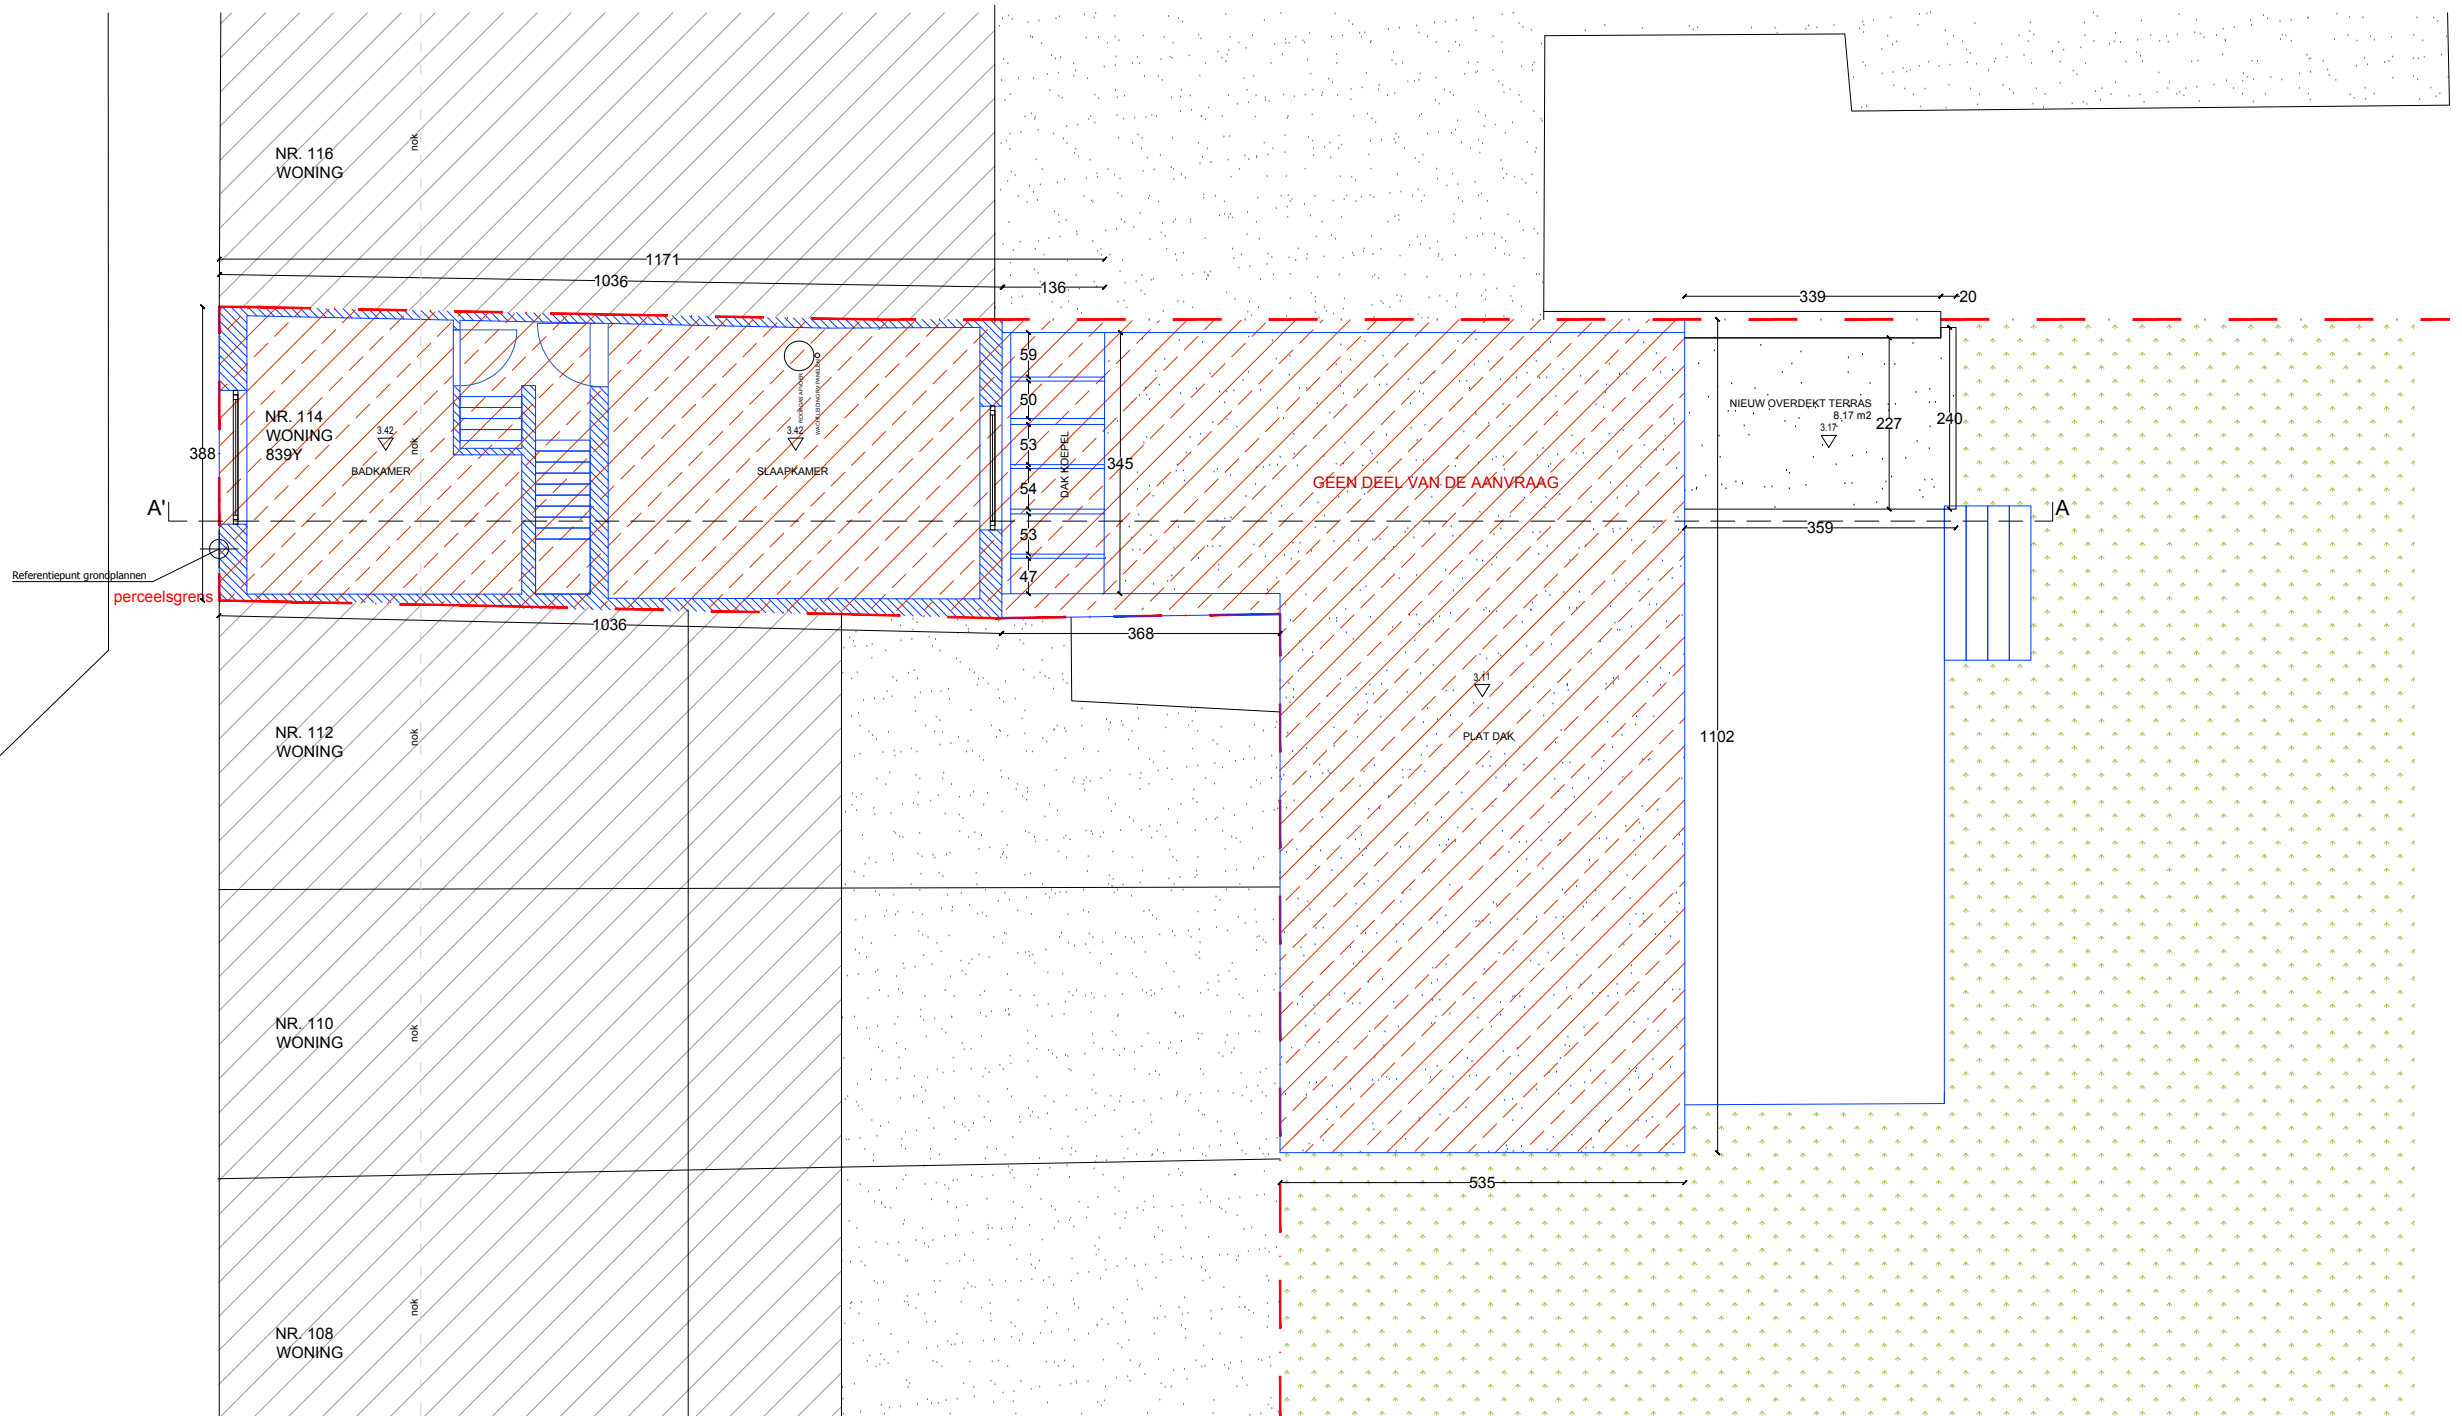 nok
NR. 116
WONING
1171
1036
136
339
20
59
50
53
54
53
47
DAK KOEPEL
345
388
NR. 114
WONING
839Y
3.42
BADKAMER
nok
3.42
SLAAPKAMER
GEEN DEEL VAN DE AANVRAAG
NIEUW OVERDEKT TERRAS
8,17 m2
3.17
227
240
A'
A
359
Referentiepunt grondplannen
perceelsgrens
1036
368
3.11
PLAT DAK
1102
NR. 112
WONING
nok
NR. 110
WONING
nok
535
NR. 108
WONING
nok